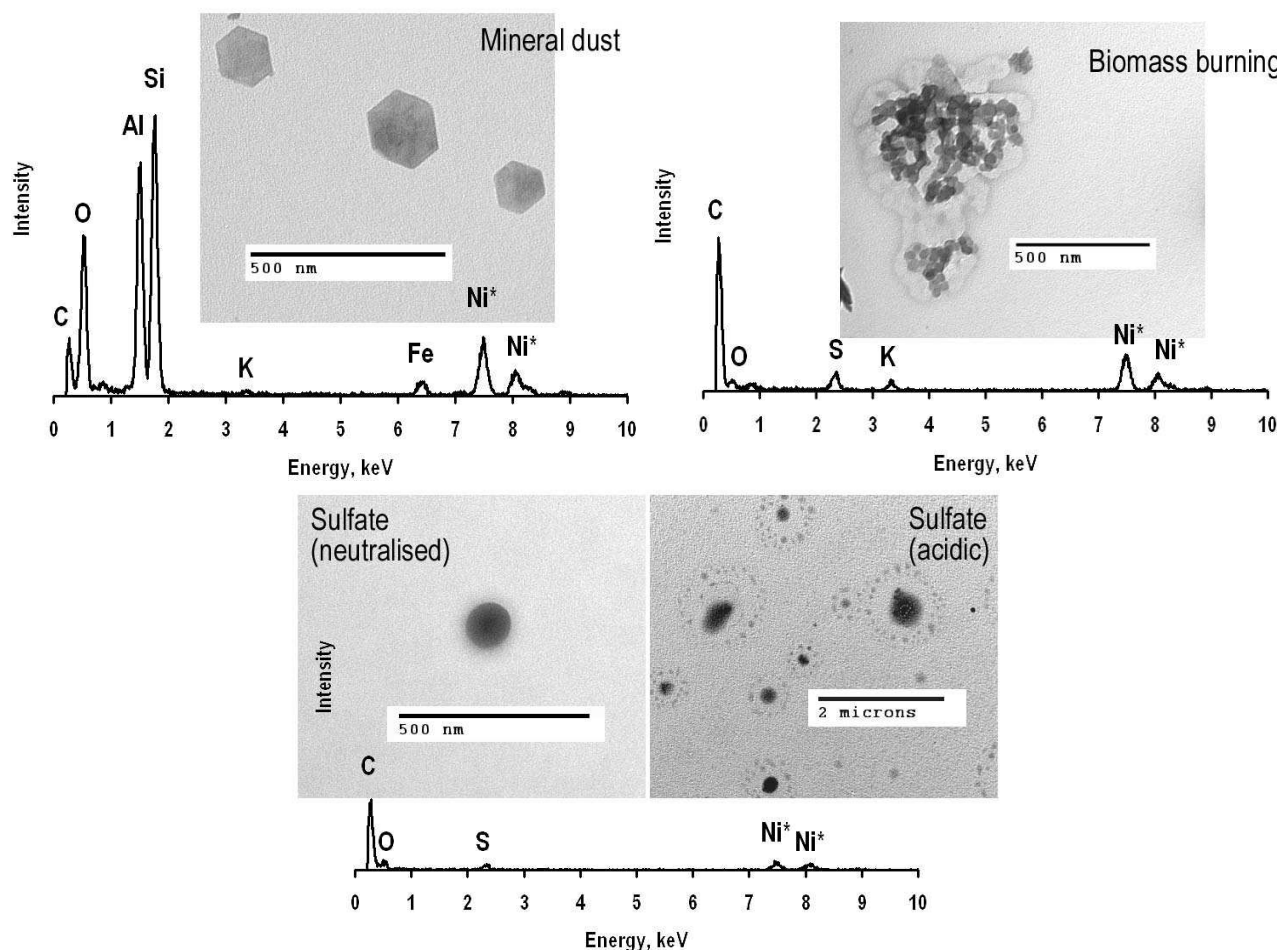 Mineral dust
Si
Al
O
C
K
Fe
Ni*
Ni*
500 nm
Intensity
0 1 2 3 4 5 6 7 8 9 10
Energy, keV
Biomass burning
C
O
S
K
Ni*
Ni*
500 nm
Intensity
0 1 2 3 4 5 6 7 8 9 10
Energy, keV
Sulfate
(neutralised)
500 nm
Sulfate
(acidic)
2 microns
Intensity
C
O
S
Ni*
Ni*
0 1 2 3 4 5 6 7 8 9 10
Energy, keV